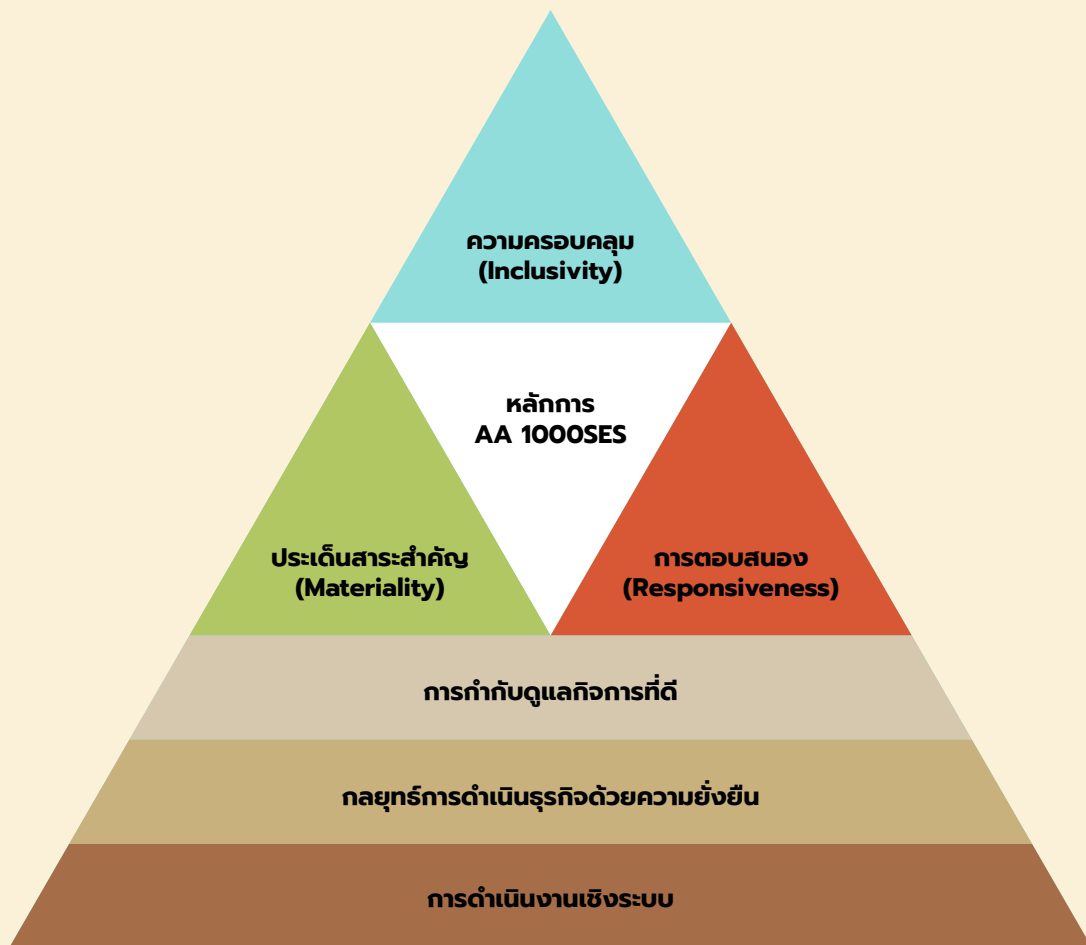 ความครอบคลุม
(Inclusivity)
หลักการ
AA 1000SES
ประเด็นสาระสำคัญ
(Materiality)
การตอบสนอง
(Responsiveness)
การกำกับดูแลกิจการที่ดี
กลยุทธ์การดำเนินธุรกิจด้วยความยั่งยืน
การดำเนินงานเชิงระบบ